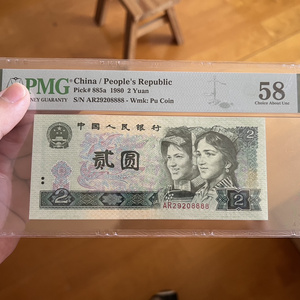 PMG
China / People's Republic
Pick# 885a 1980 2 Yuan
S/N AR29208888 - Wmk: Pu Coin
58
Choice About Unc
中国人民银行
2
贰圆
AR29208888
2
2